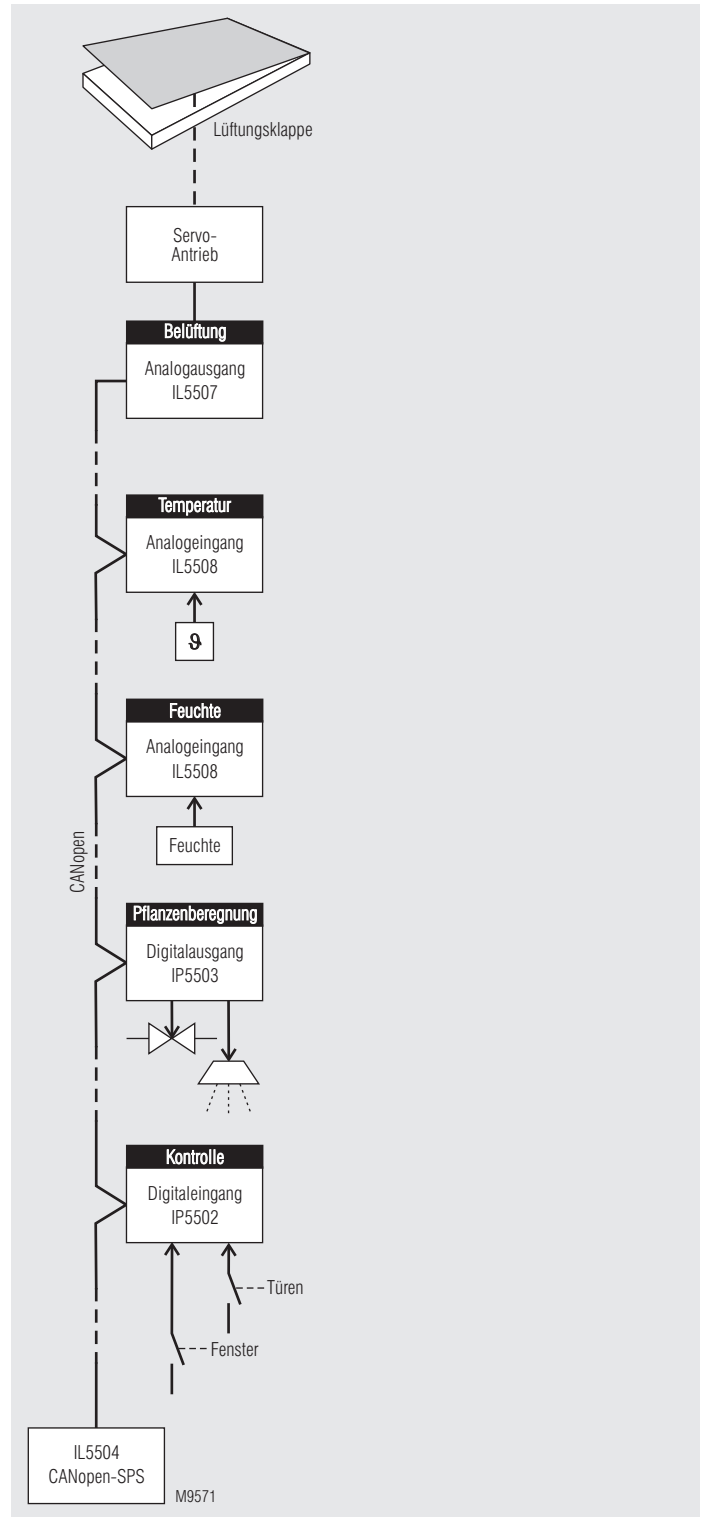 Lüftungsklappe
Servo-
Antrieb
Belüftung
Analogausgang
IL5507
Temperatur
Analogeingang
IL5508
ϑ
Feuchte
Analogeingang
IL5508
Feuchte
CANopen
Pflanzenberegnung
Digitalausgang
IP5503
Kontrolle
Digitaleingang
IP5502
Türen
Fenster
IL5504
CANopen-SPS
M9571